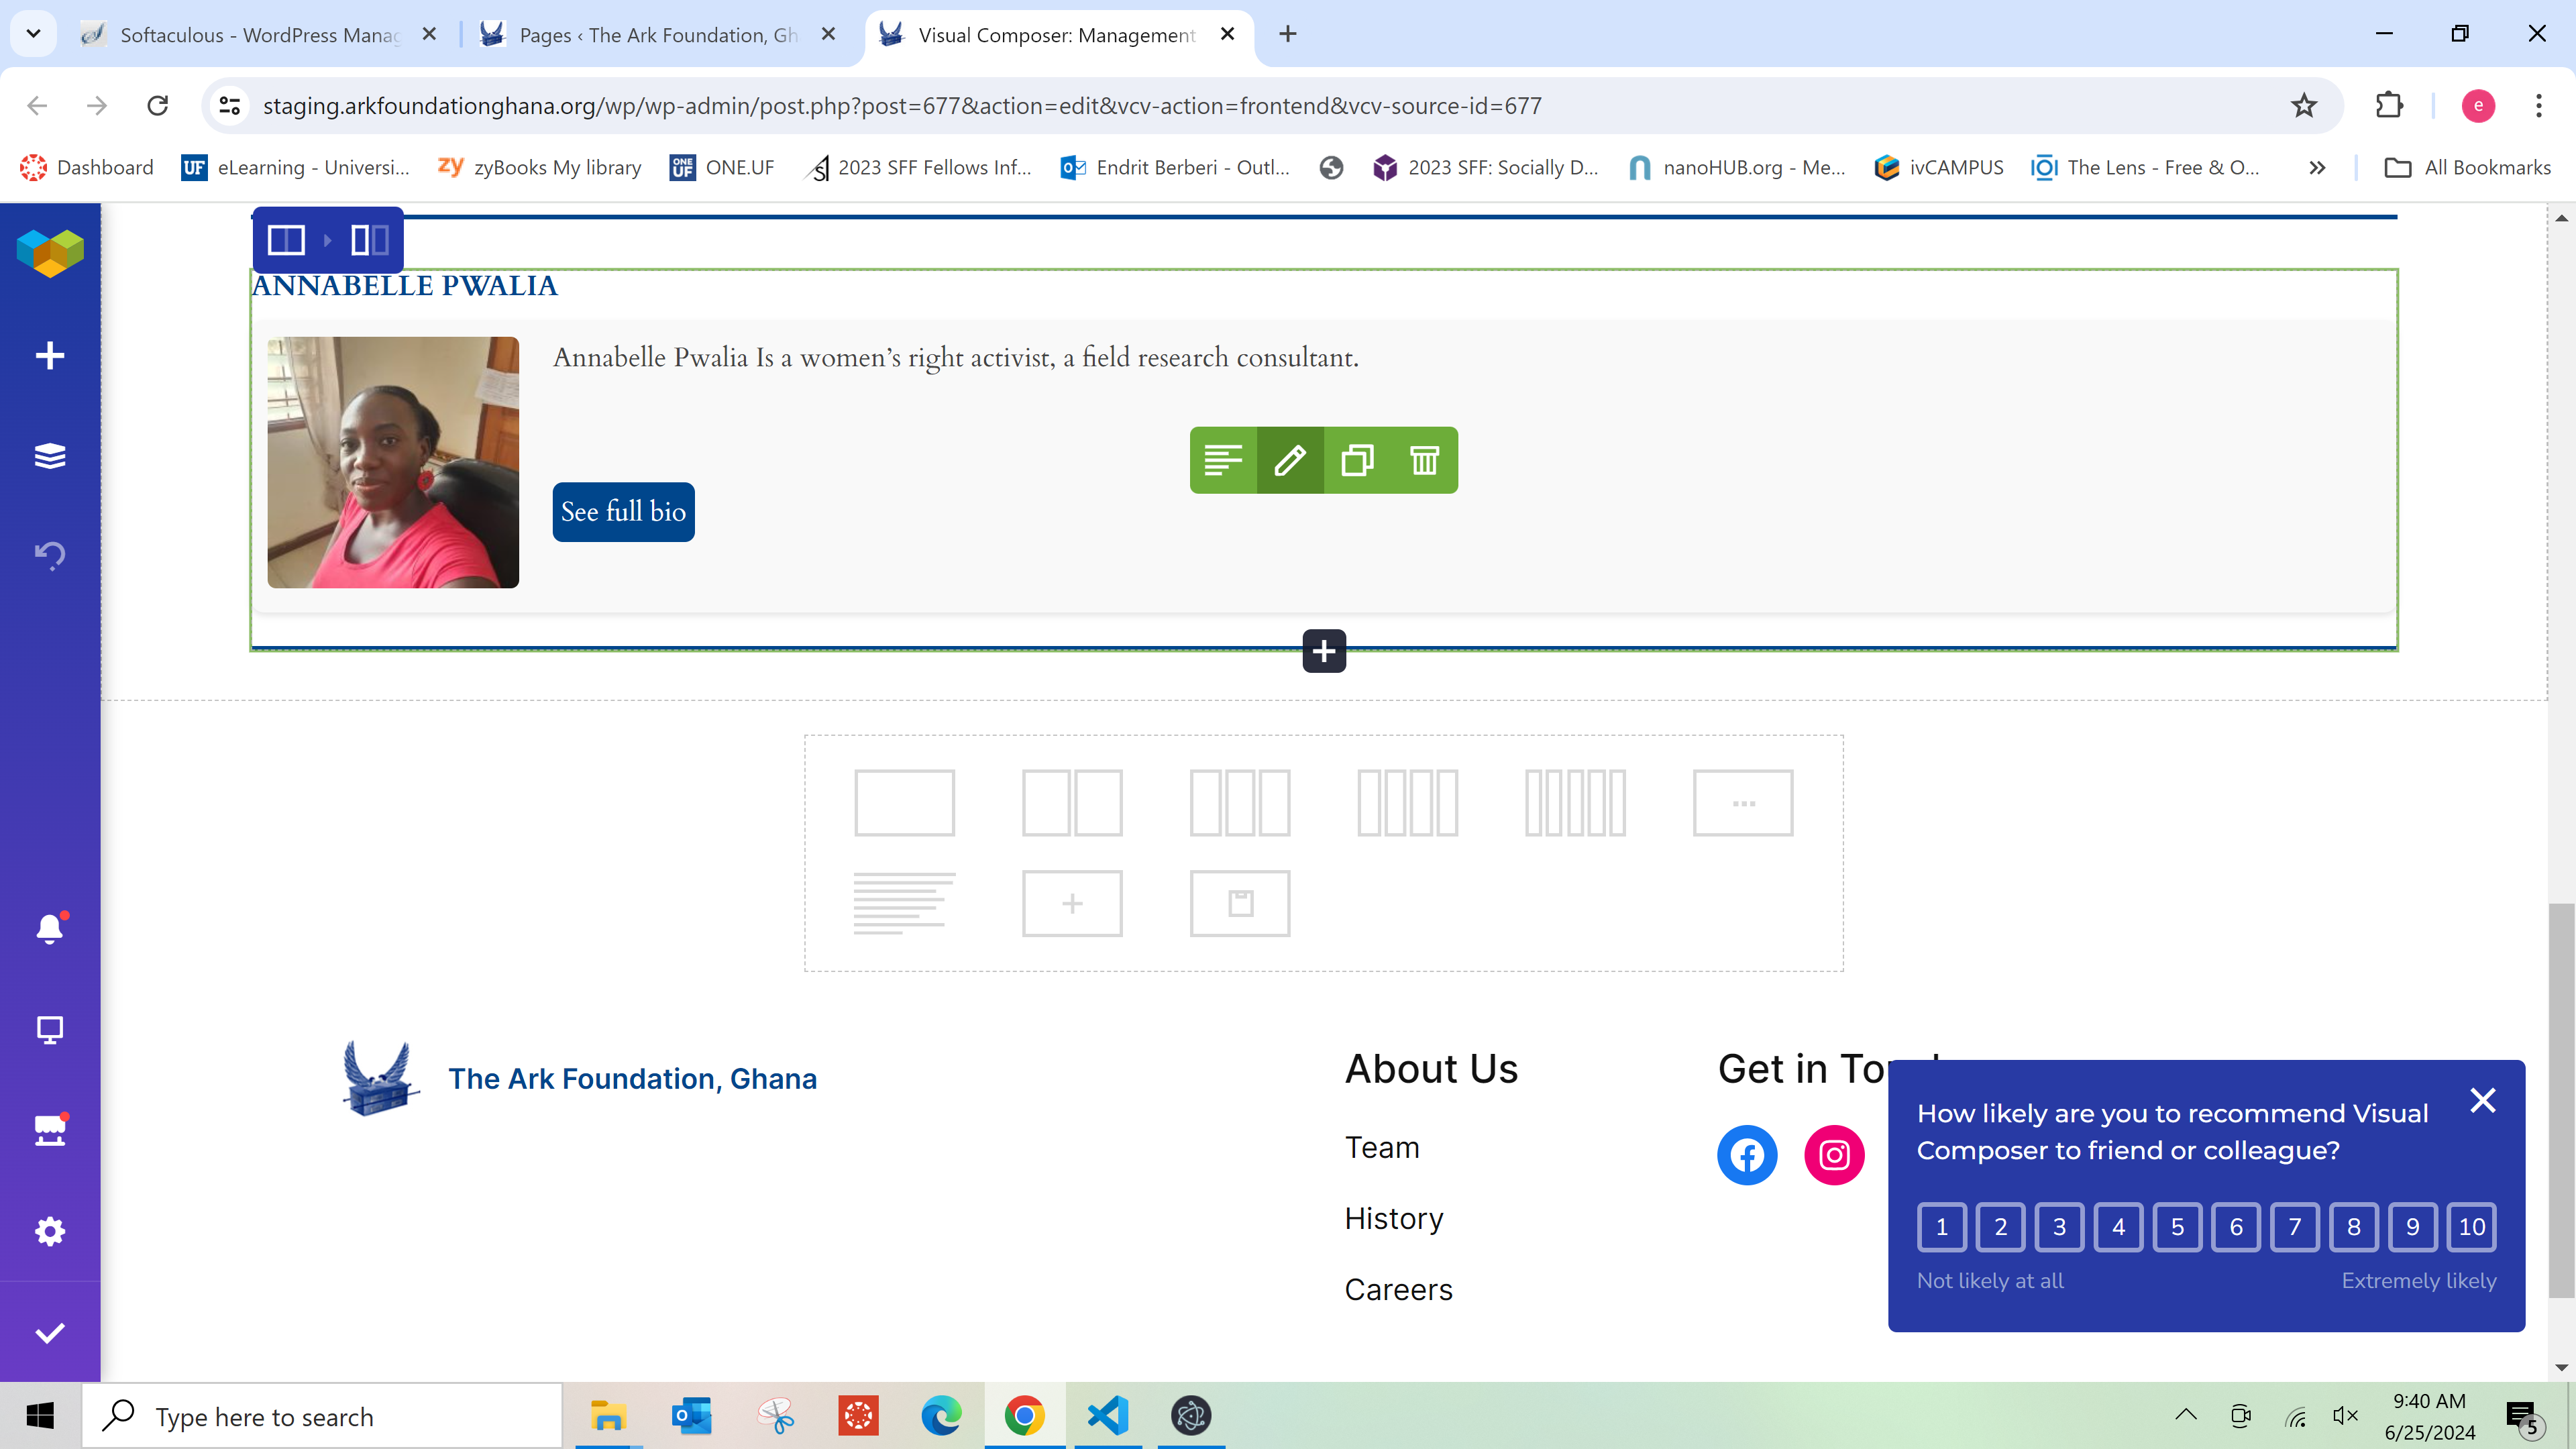 Softaculous - WordPress Manag
Pages ‹ The Ark Foundation, Gh
Visual Composer: Management
staging.arkfoundationghana.org/wp/wp-admin/post.php?post=677&action=edit&vcv-action=frontend&vcv-source-id=677
e
Dashboard
UF eLearning - Universi...
zy zyBooks My library
ONE UF ONE.UF
2023 SFF Fellows Inf...
Endrit Berberi - Outl...
2023 SFF: Socially D...
nanoHUB.org - Me...
ivCAMPUS
The Lens - Free & O...
All Bookmarks
ANNABELLE PWALIA
Annabelle Pwalia Is a women’s right activist, a field research consultant.
See full bio
The Ark Foundation, Ghana
About Us
Team
History
Careers
Get in Touch
How likely are you to recommend Visual
Composer to friend or colleague?
1 2 3 4 5 6 7 8 9 10
Not likely at all Extremely likely
Type here to search
9:40 AM
6/25/2024
5